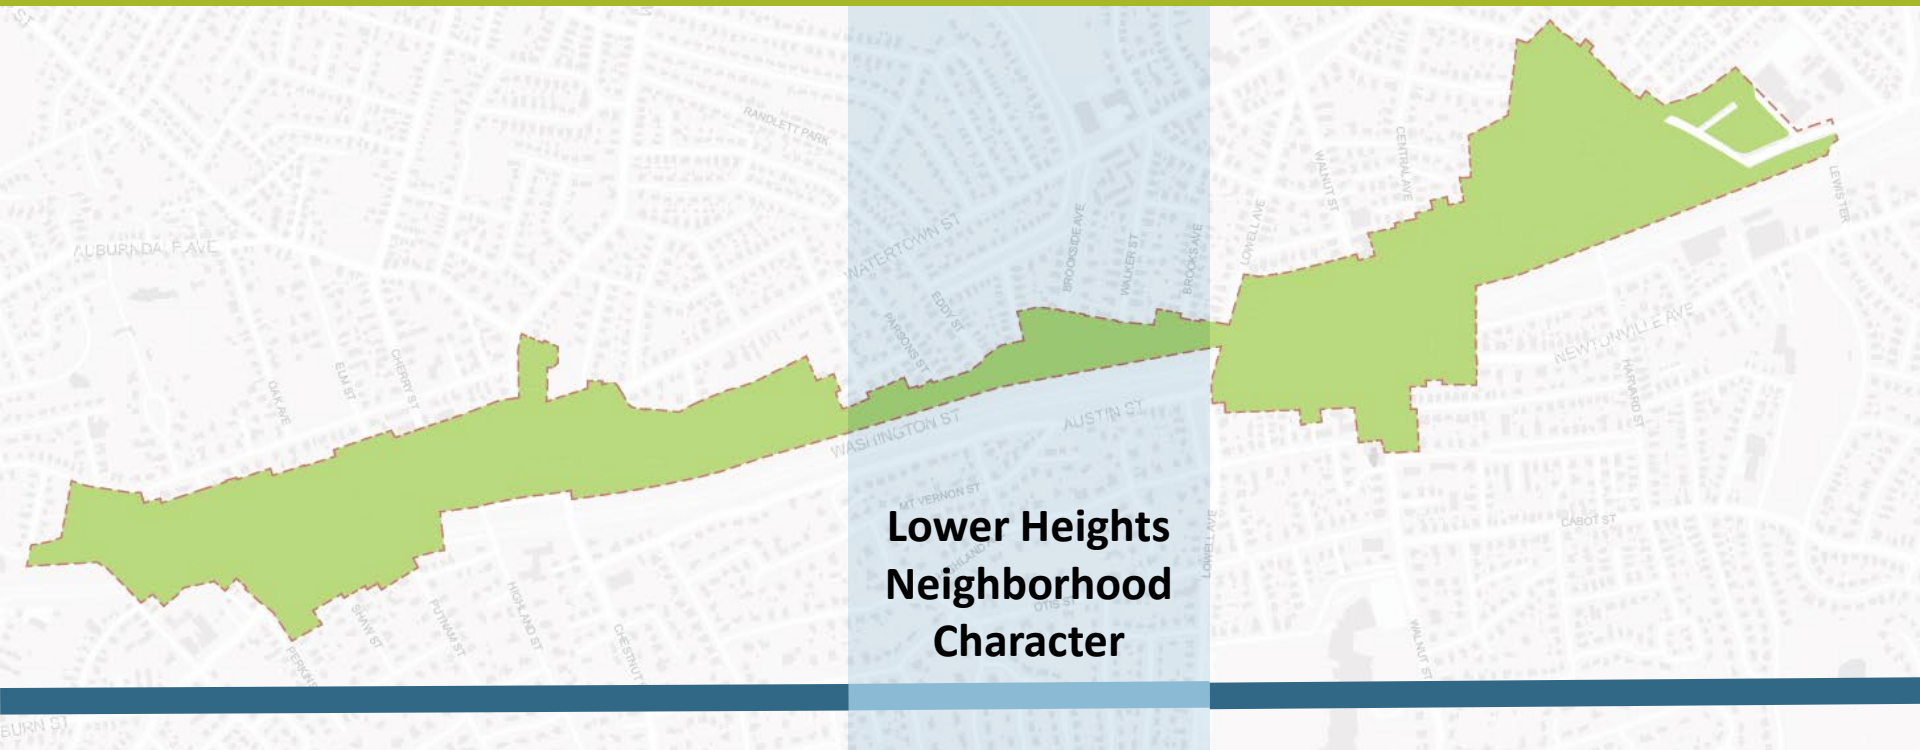 RANDLETT PARK
AUBURNDALE AVE
OAK AVE
ELM ST
CHERRY ST
WATERTOWN ST
BROOKSIDE AVE
WALKER ST
BROOKS AVE
LOWELL AVE
WALNUT ST
CENTRAL AVE
LEWIS TER
EDDY ST
PARSONS ST
WASHINGTON ST
AUSTIN ST
NEWTONVILLE AVE
HARVARD ST
MT VERNON ST
Lower Heights
Neighborhood
Character
OTIS ST
LOWELL AVE
CABOT ST
SHAW ST
PUTNAM ST
HIGHLAND ST
CHESTNUT
WALNUT ST
BURN ST